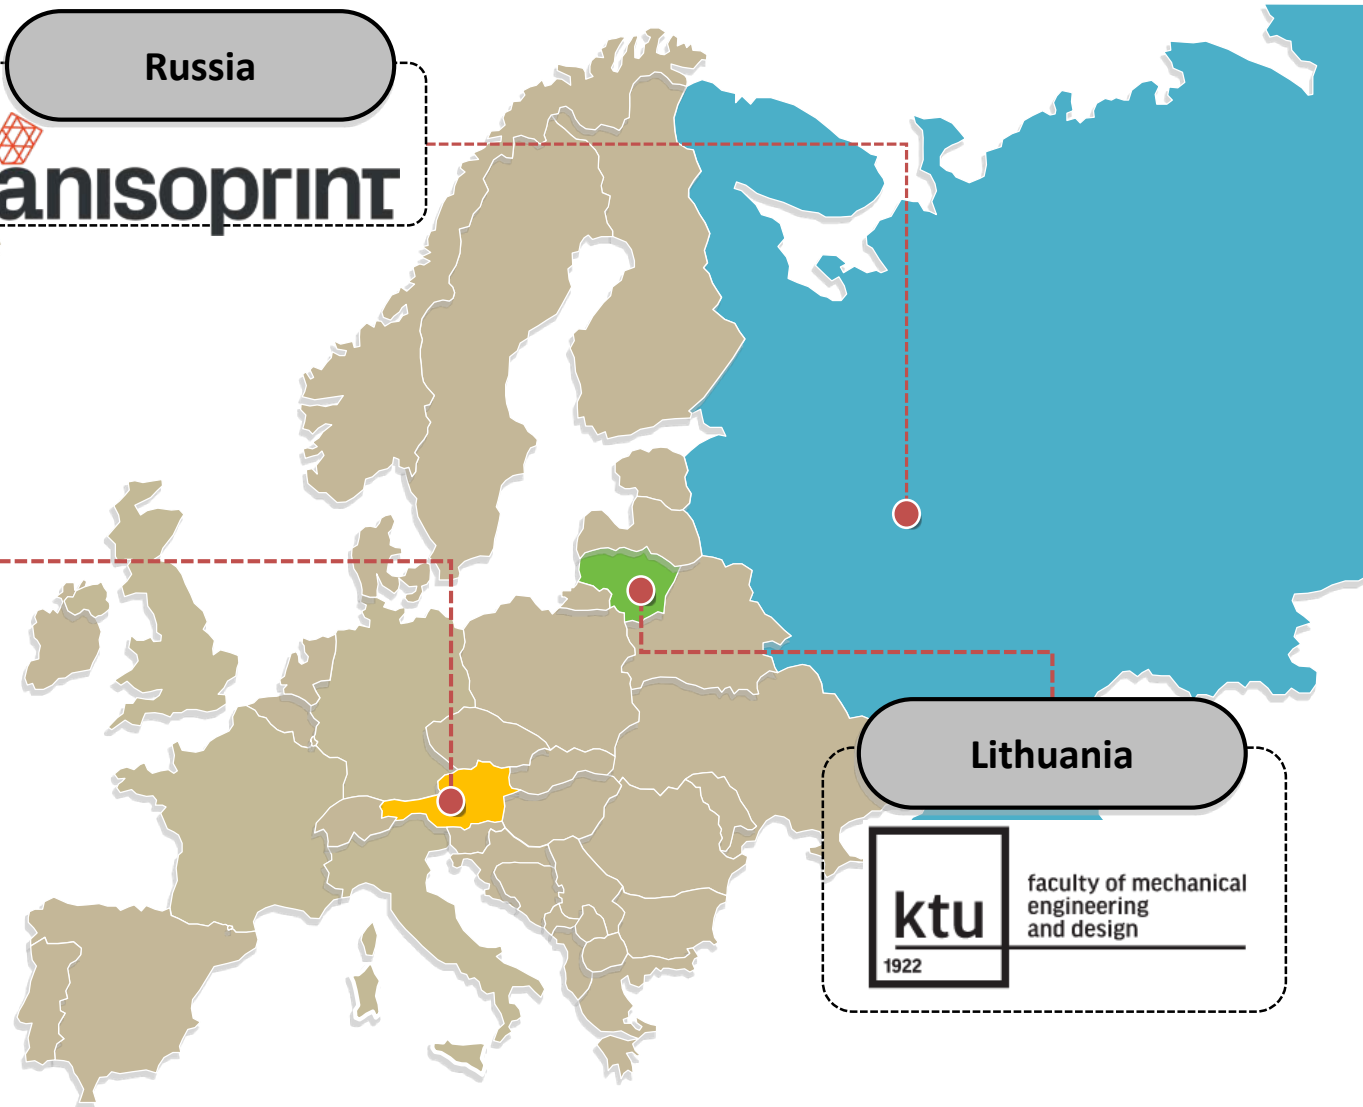 Russia
anisoprint
Lithuania
ktu
1922
faculty of mechanical
engineering
and design